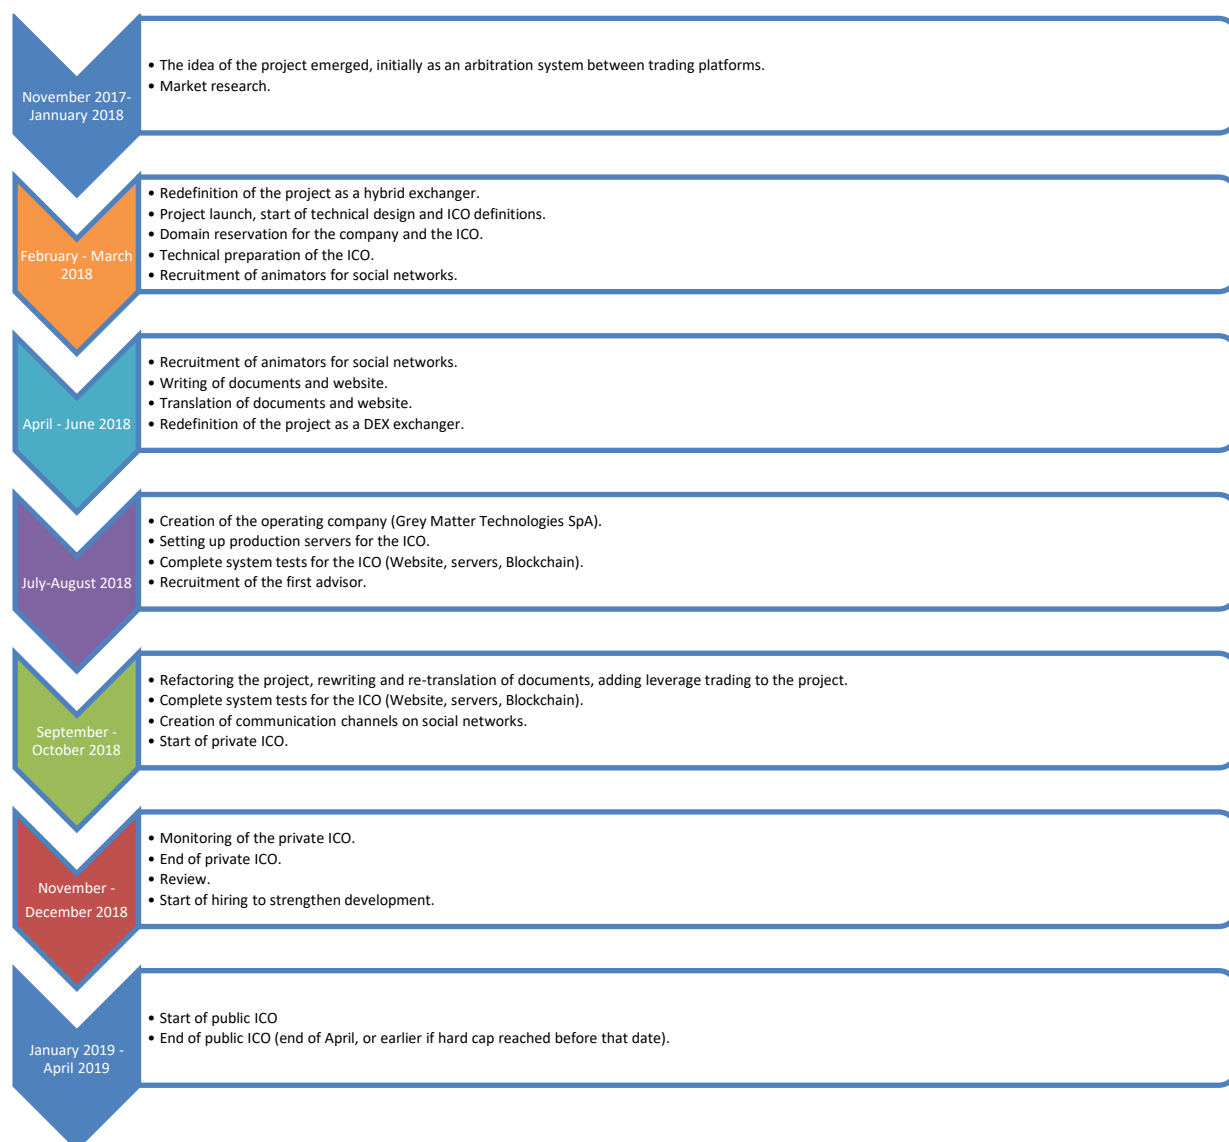 November 2017-
Jannuary 2018
• The idea of the project emerged, initially as an arbitration system between trading platforms.
• Market research.
February - March
2018
• Redefinition of the project as a hybrid exchanger.
• Project launch, start of technical design and ICO definitions.
• Domain reservation for the company and the ICO.
• Technical preparation of the ICO.
• Recruitment of animators for social networks.
April - June 2018
• Recruitment of animators for social networks.
• Writing of documents and website.
• Translation of documents and website.
• Redefinition of the project as a DEX exchanger.
July-August 2018
• Creation of the operating company (Grey Matter Technologies SpA).
• Setting up production servers for the ICO.
• Complete system tests for the ICO (Website, servers, Blockchain).
• Recruitment of the first advisor.
September -
October 2018
• Refactoring the project, rewriting and re-translation of documents, adding leverage trading to the project.
• Complete system tests for the ICO (Website, servers, Blockchain).
• Creation of communication channels on social networks.
• Start of private ICO.
November -
December 2018
• Monitoring of the private ICO.
• End of private ICO.
• Review.
• Start of hiring to strengthen development.
January 2019 -
April 2019
• Start of public ICO
• End of public ICO (end of April, or earlier if hard cap reached before that date).